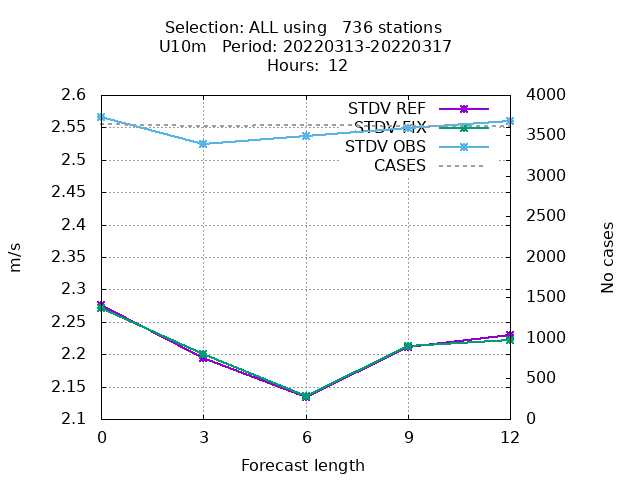 Selection: ALL using   736 stations
U10m   Period: 20220313-20220317
Hours: 12
2.6
2.55
2.5
2.45
2.4
2.35
2.3
2.25
2.2
2.15
2.1
m/s
STDV REF
STDV FIX
STDV OBS
CASES
4000
3500
3000
2500
2000
1500
1000
500
0
No cases
0 3 6 9 12
Forecast length